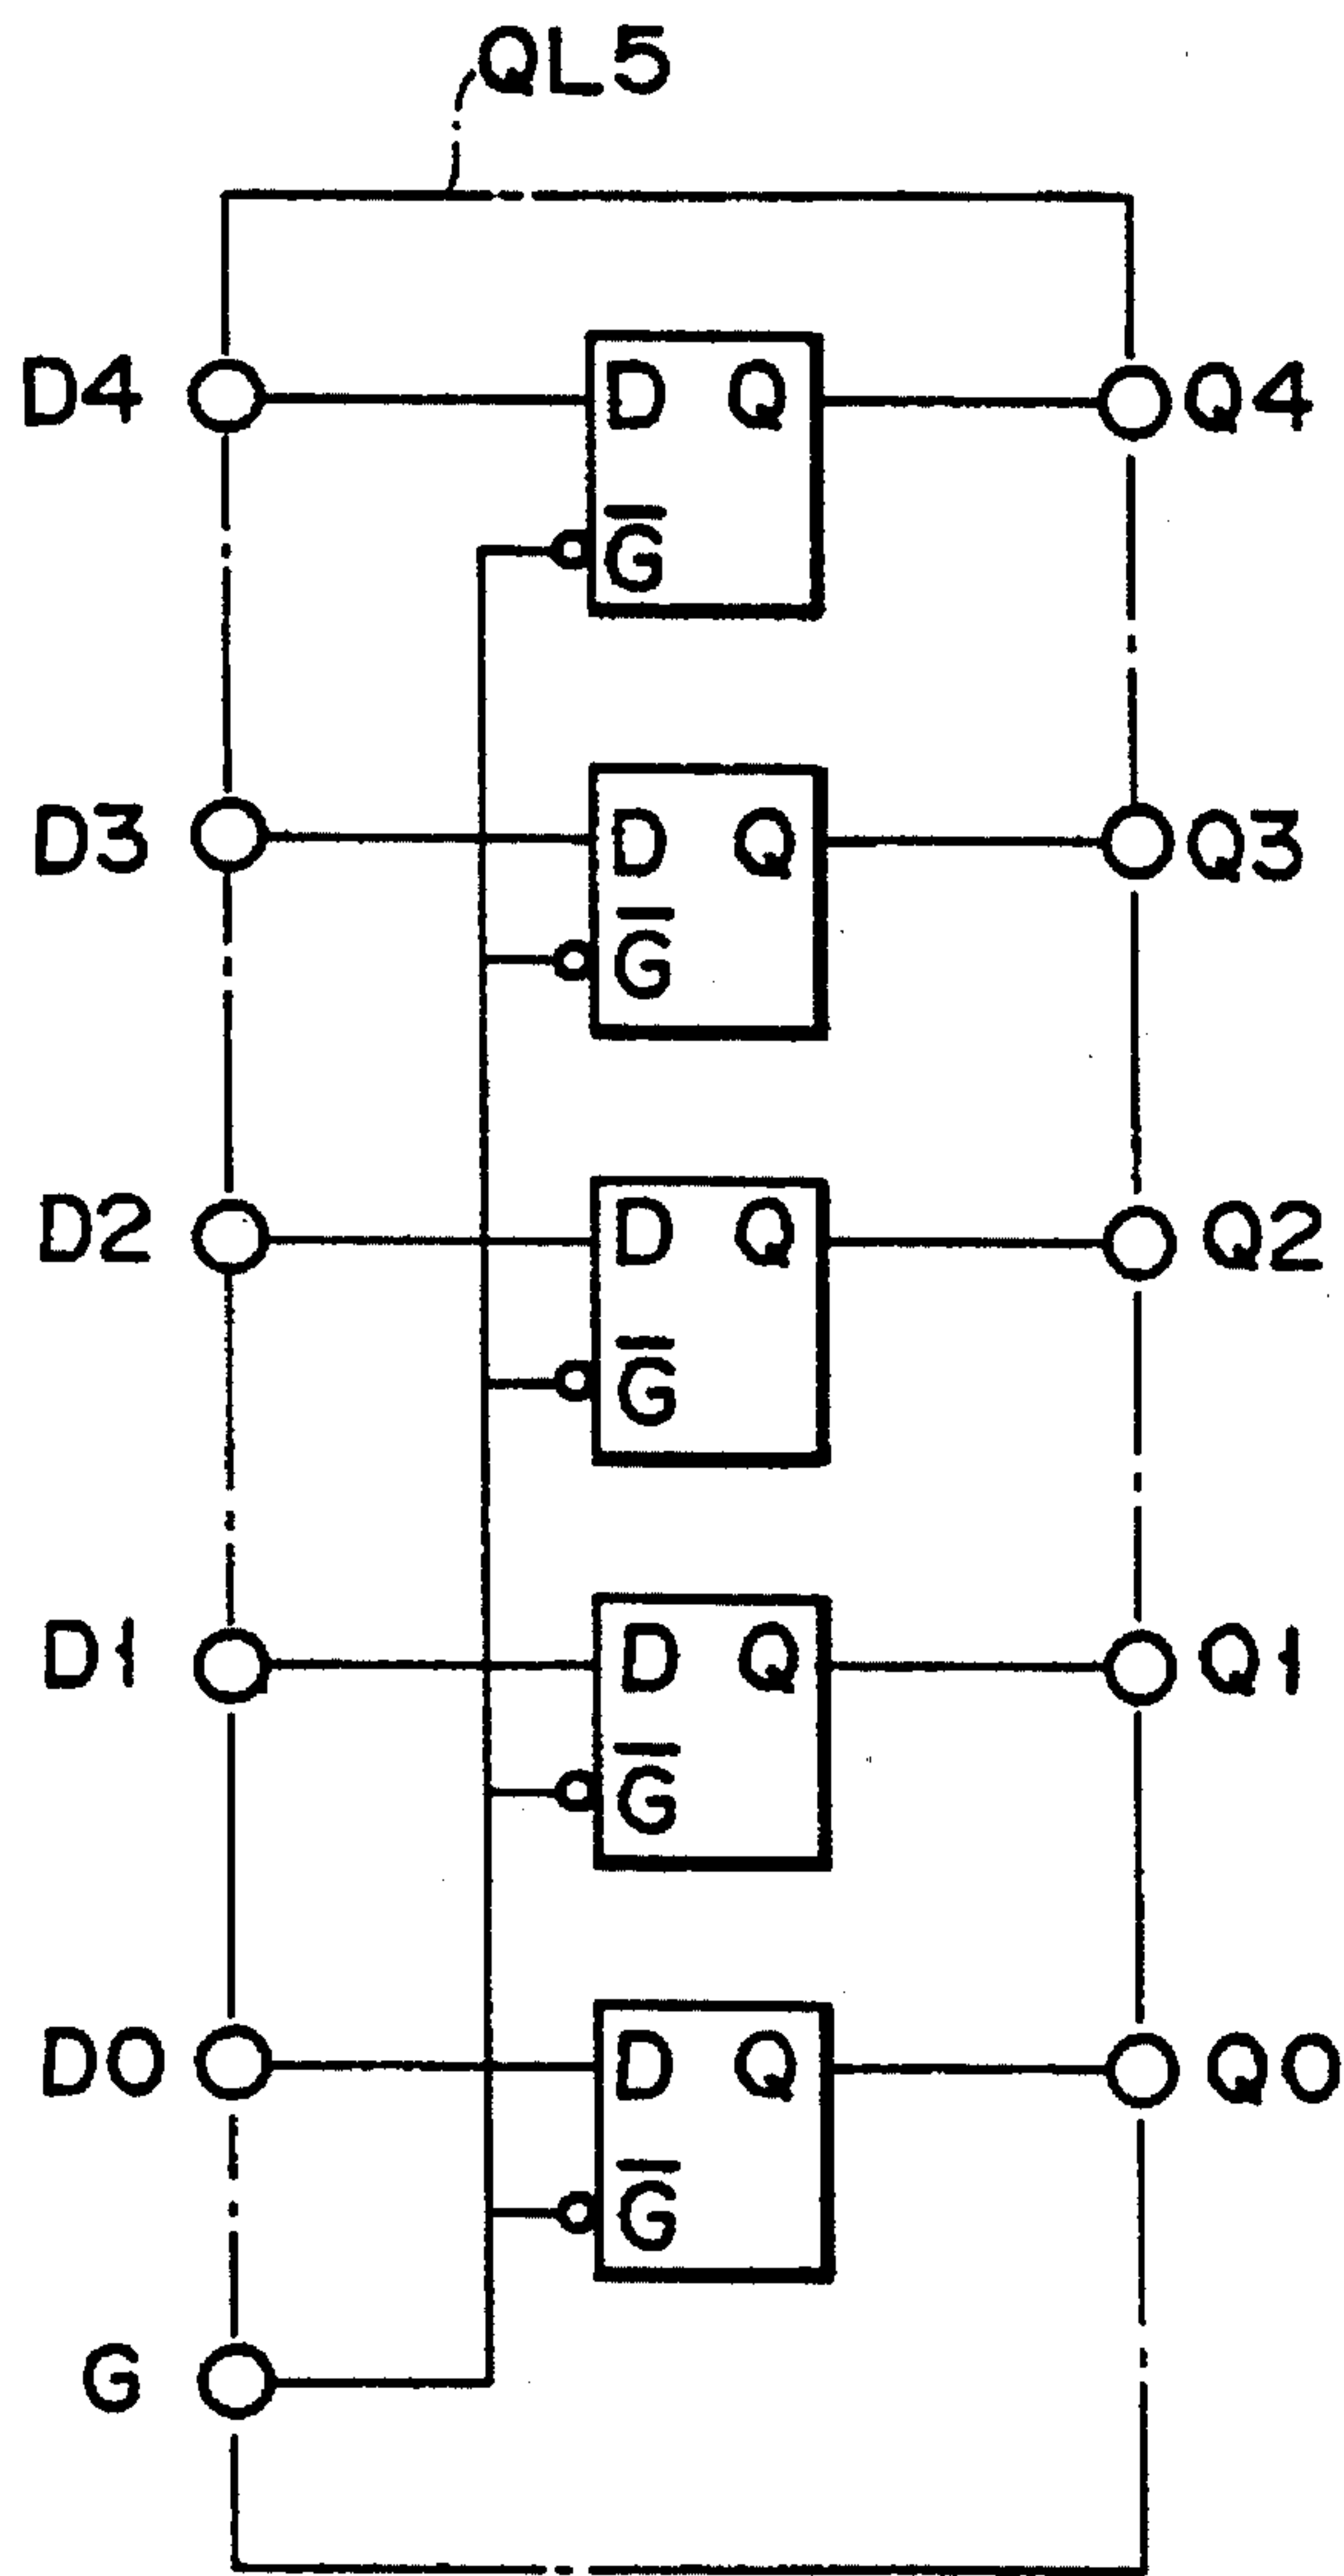 QL5
D4 D Q Q4
G̅
D3 D Q Q3
G̅
D2 D Q Q2
G̅
D1 D Q Q1
G̅
D0 D Q Q0
G̅
G